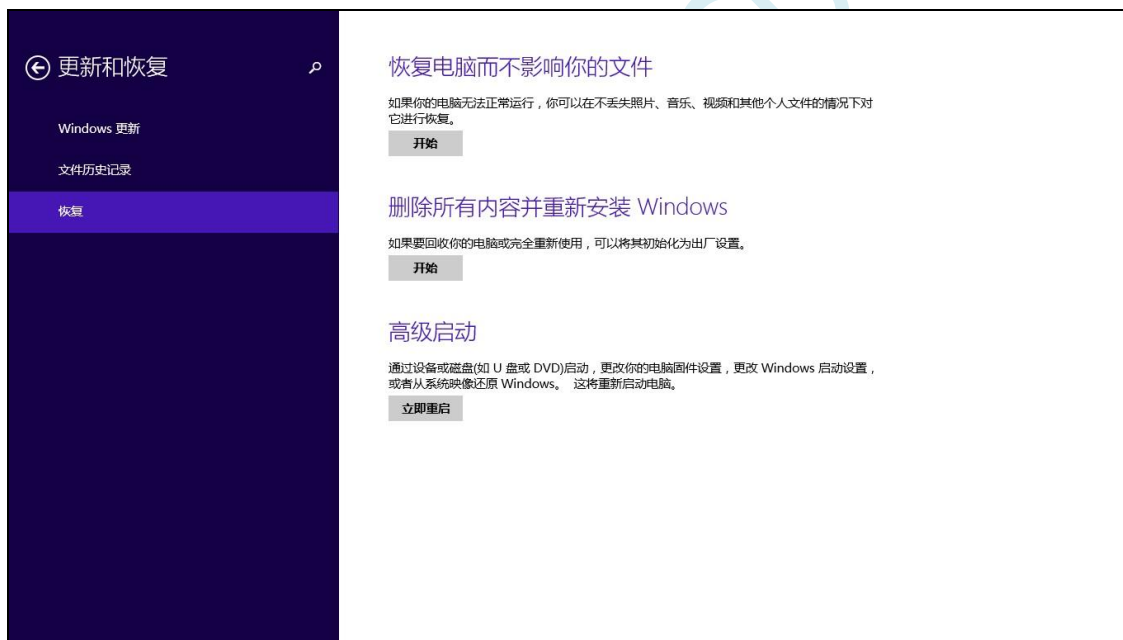 更新和恢复
Windows 更新
文件历史记录
恢复
恢复电脑而不影响你的文件
如果你的电脑无法正常运行，你可以在不丢失照片、音乐、视频和其他个人文件的情况下对
它进行恢复。
开始
删除所有内容并重新安装 Windows
如果要回收你的电脑或完全重新使用，可以将其初始化为出厂设置。
开始
高级启动
通过设备或磁盘(如 U 盘或 DVD)启动，更改你的电脑固件设置，更改 Windows 启动设置，
或者从系统映像还原 Windows。 这将重新启动电脑。
立即重启